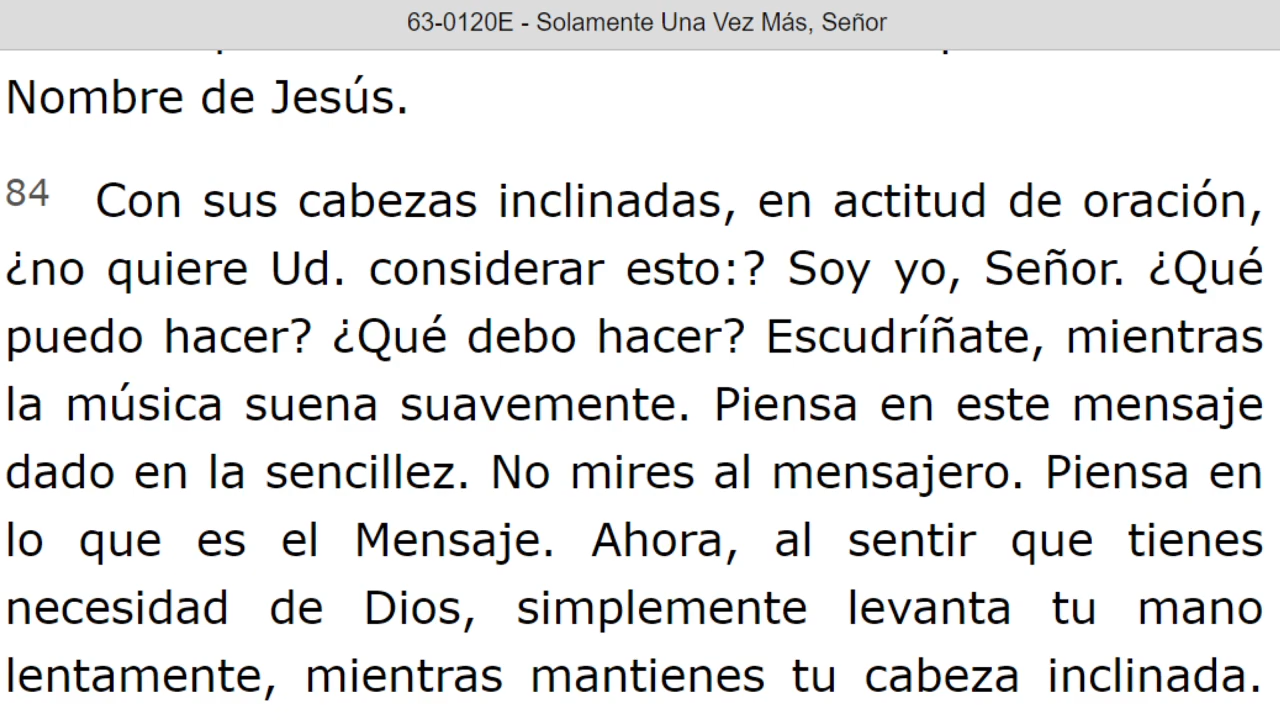 63-0120E - Solamente Una Vez Más, Señor
Nombre de Jesús.
84 Con sus cabezas inclinadas, en actitud de oración,
¿no quiere Ud. considerar esto:? Soy yo, Señor. ¿Qué
puedo hacer? ¿Qué debo hacer? Escudríñate, mientras
la música suena suavemente. Piensa en este mensaje
dado en la sencillez. No mires al mensajero. Piensa en
lo que es el Mensaje. Ahora, al sentir que tienes
necesidad de Dios, simplemente levanta tu mano
lentamente, mientras mantienes tu cabeza inclinada.